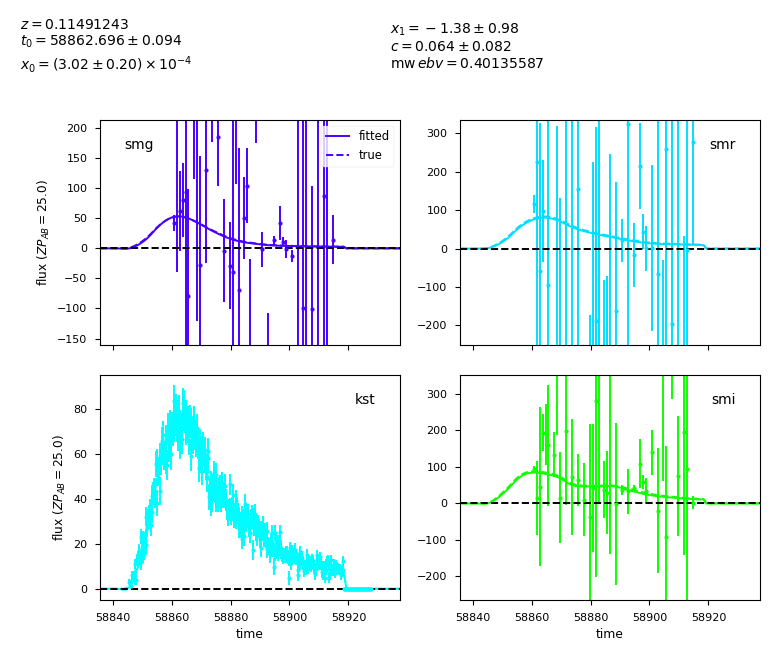 z = 0.11491243
t₀ = 58862.696 ± 0.094
x₀ = (3.02 ± 0.20) × 10⁻⁴
x₁ = −1.38 ± 0.98
c = 0.064 ± 0.082
mw ebv = 0.40135587
smg
fitted
true
200
150
100
50
0
−50
−100
−150
flux (ZP_AB = 25.0)
smr
300
200
100
0
−100
−200
kst
80
60
40
20
0
flux (ZP_AB = 25.0)
58840 58860 58880 58900 58920
time
smi
300
200
100
0
−100
−200
58840 58860 58880 58900 58920
time